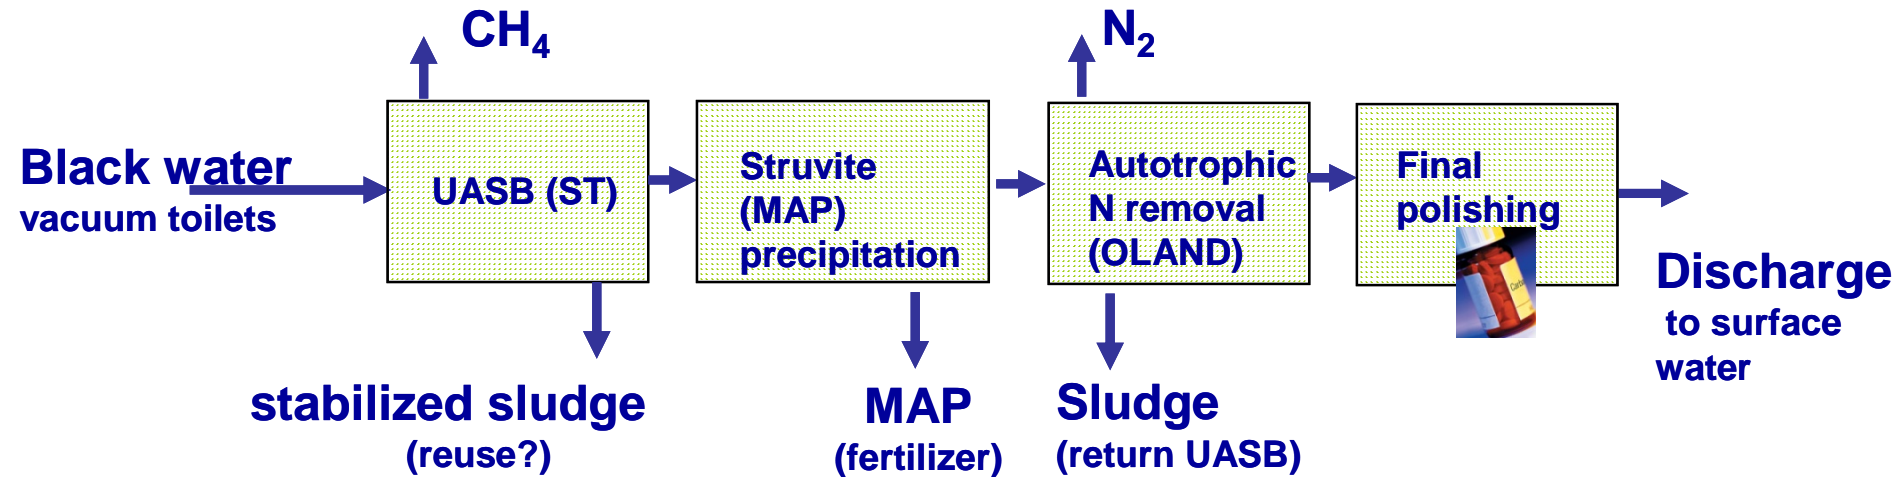 CH4
N2
Black water
vacuum toilets
UASB (ST)
Struvite
(MAP)
precipitation
Autotrophic
N removal
(OLAND)
Final
polishing
Discharge
to surface
water
stabilized sludge
(reuse?)
MAP
(fertilizer)
Sludge
(return UASB)